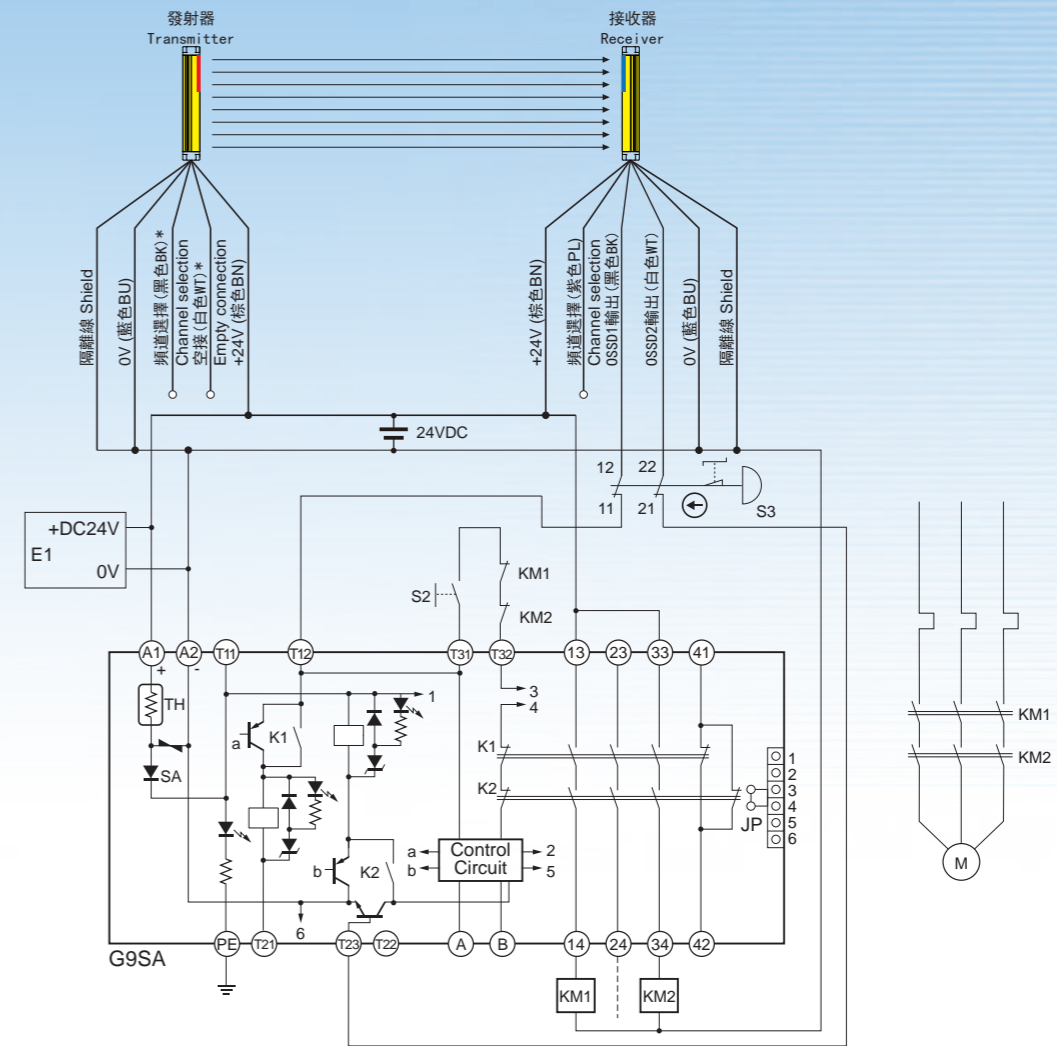 發射器
Transmitter
接收器
Receiver
隔離線 Shield
0V (藍色BU)
頻道選擇(黑色BK)*
Channel selection
空接(白色WT)*
Empty connection
+24V (棕色BN)
+24V (棕色BN)
頻道選擇(紫色PL)
Channel selection
OSSD1輸出(黑色BK)
OSSD2輸出(白色WT)
0V (藍色BU)
隔離線 Shield
24VDC
12
22
11
21
S3
+DC24V
E1
0V
S2
KM1
KM2
A1
A2
T11
T12
T31
T32
13
23
33
41
+
-
TH
SA
a
K1
1
3
4
K1
K2
b
K2
a
b
Control
Circuit
2
5
6
JP
1
2
3
4
5
6
PE
T21
T23
T22
A
B
14
24
34
42
G9SA
KM1
KM2
KM1
KM2
M